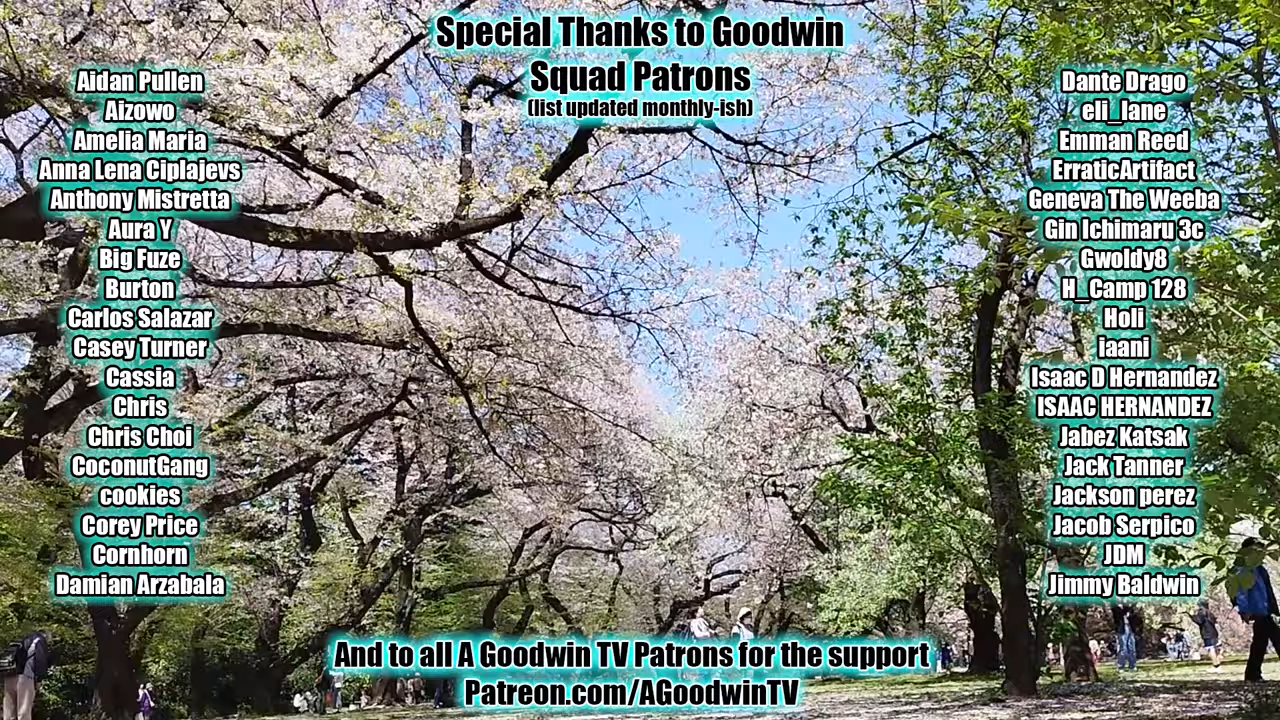 Special Thanks to Goodwin
Squad Patrons
(list updated monthly-ish)
Aidan Pullen
Aizowo
Amelia Maria
Anna Lena Ciplajevs
Anthony Mistretta
Aura Y
Big Fuze
Burton
Carlos Salazar
Casey Turner
Cassia
Chris
Chris Choi
CoconutGang
cookies
Corey Price
Cornhorn
Damian Arzabala
Dante Drago
eli_lane
Emman Reed
ErraticArtifact
Geneva The Weeba
Gin Ichimaru 3c
Gwoldy8
H_Camp 128
Holi
iaani
Isaac D Hernandez
ISAAC HERNANDEZ
Jabez Katsak
Jack Tanner
Jackson perez
Jacob Serpico
JDM
Jimmy Baldwin
And to all A Goodwin TV Patrons for the support
Patreon.com/AGoodwinTV